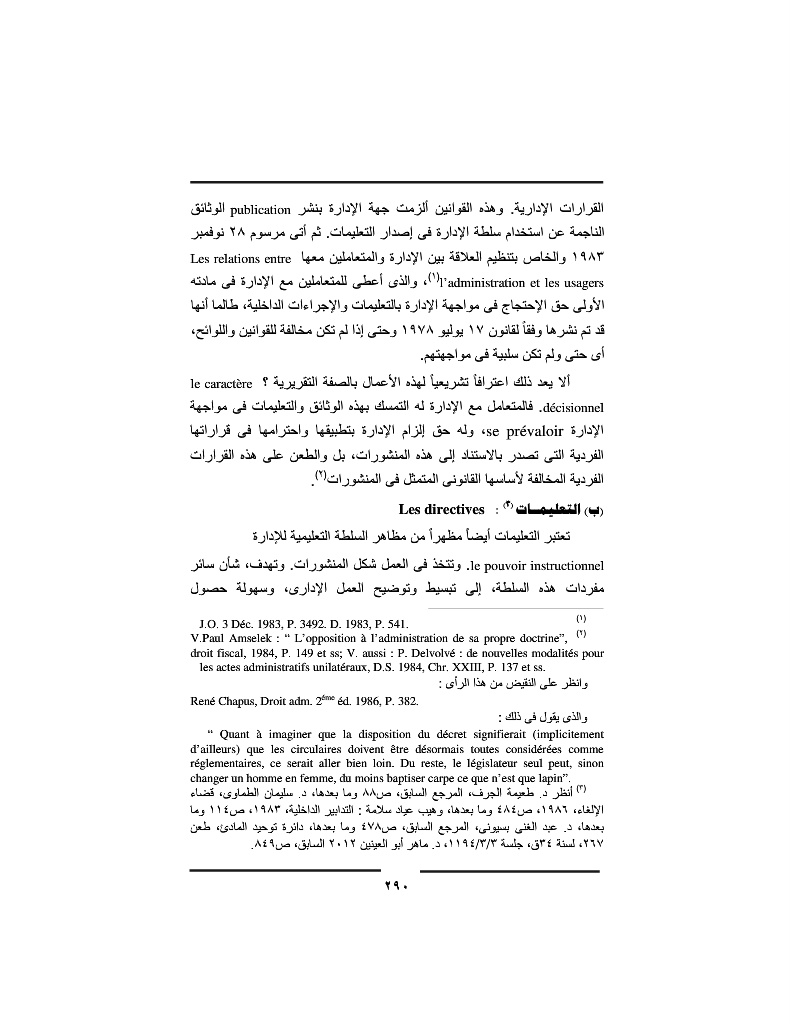 القرارات الإدارية. وهذه القوانين ألزمت جهة الإدارة بنشر publication الوثائق
الناجمة عن استخدام سلطة الإدارة فى إصدار التعليمات. ثم أتى مرسوم ٢٨ نوفمبر
١٩٨٣ والخاص بتنظيم العلاقة بين الإدارة والمتعاملين معها Les relations entre
l’administration et les usagers(١)، والذى أعطى للمتعاملين مع الإدارة فى مادته
الأولى حق الإحتجاج فى مواجهة الإدارة بالتعليمات والإجراءات الداخلية، طالما أنها
قد تم نشرها وفقاً لقانون ١٧ يوليو ١٩٧٨ وحتى إذا لم تكن مخالفة للقوانين واللوائح،
أى حتى ولم تكن سلبية فى مواجهتهم.
ألا يعد ذلك اعترافاً تشريعياً لهذه الأعمال بالصفة التقريرية ؟ le caractère
décisionnel. فالمتعامل مع الإدارة له التمسك بهذه الوثائق والتعليمات فى مواجهة
الإدارة se prévaloir، وله حق إلزام الإدارة بتطبيقها واحترامها فى قراراتها
الفردية التى تصدر بالاستناد إلى هذه المنشورات، بل والطعن على هذه القرارات
الفردية المخالفة لأساسها القانونى المتمثل فى المنشورات(٢).
(ب) التعليمـــات (٣) : Les directives
تعتبر التعليمات أيضاً مظهراً من مظاهر السلطة التعليمية للإدارة
le pouvoir instructionnel. وتتخذ فى العمل شكل المنشورات. وتهدف، شأن سائر
مفردات هذه السلطة، إلى تبسيط وتوضيح العمل الإدارى، وسهولة حصول
(١) J.O. 3 Déc. 1983, P. 3492. D. 1983, P. 541.
(٢) V.Paul Amselek : “ L’opposition à l’administration de sa propre doctrine”,
droit fiscal, 1984, P. 149 et ss; V. aussi : P. Delvolvé : de nouvelles modalités pour
les actes administratifs unilatéraux, D.S. 1984, Chr. XXIII, P. 137 et ss.
وانظر على النقيض من هذا الرأى :
René Chapus, Droit adm. 2éme éd. 1986, P. 382.
والذى يقول فى ذلك :
“ Quant à imaginer que la disposition du décret signifierait (implicitement
d’ailleurs) que les circulaires doivent être désormais toutes considérées comme
réglementaires, ce serait aller bien loin. Du reste, le législateur seul peut, sinon
changer un homme en femme, du moins baptiser carpe ce que n’est que lapin”.
(٣) أنظر د. طعيمة الجرف، المرجع السابق، ص٨٨ وما بعدها، د. سليمان الطماوى، قضاء
الإلغاء، ١٩٨٦، ص٤٨٤ وما بعدها، وهيب عياد سلامة : التدابير الداخلية، ١٩٨٣، ص١١٤ وما
بعدها، د. عبد الغنى بسيونى، المرجع السابق، ص٤٧٨ وما بعدها، دائرة توحيد المادئ، طعن
٢٦٧، لسنة ٣٤ق، جلسة ١١٩٤/٣/٣، د. ماهر أبو العينين ٢٠١٢ السابق، ص٨٤٩.
٢٩٠